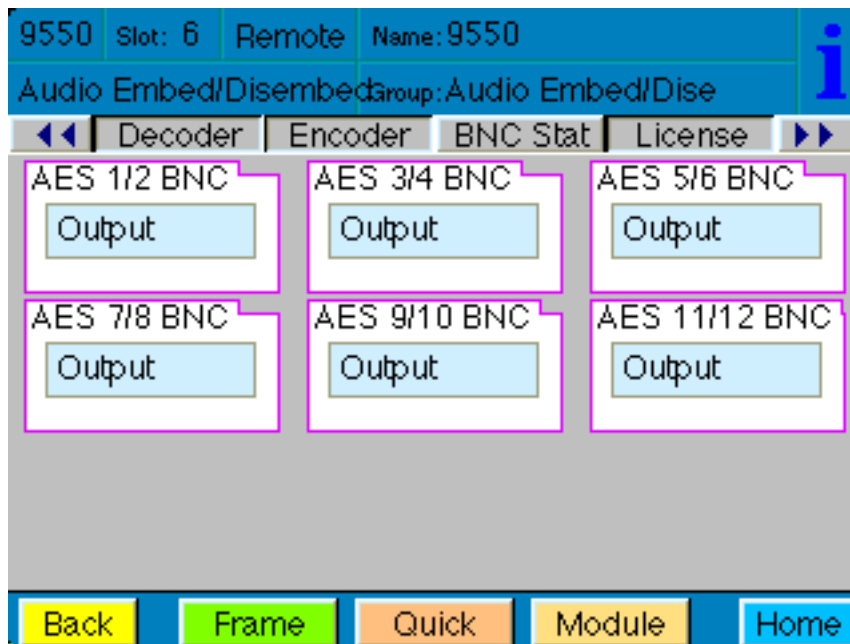 9550 Slot: 6 Remote Name: 9550 i
Audio Embed/Disembed Group: Audio Embed/Dise
Decoder Encoder BNC Stat License
AES 1/2 BNC AES 3/4 BNC AES 5/6 BNC
Output Output Output
AES 7/8 BNC AES 9/10 BNC AES 11/12 BNC
Output Output Output
Back Frame Quick Module Home